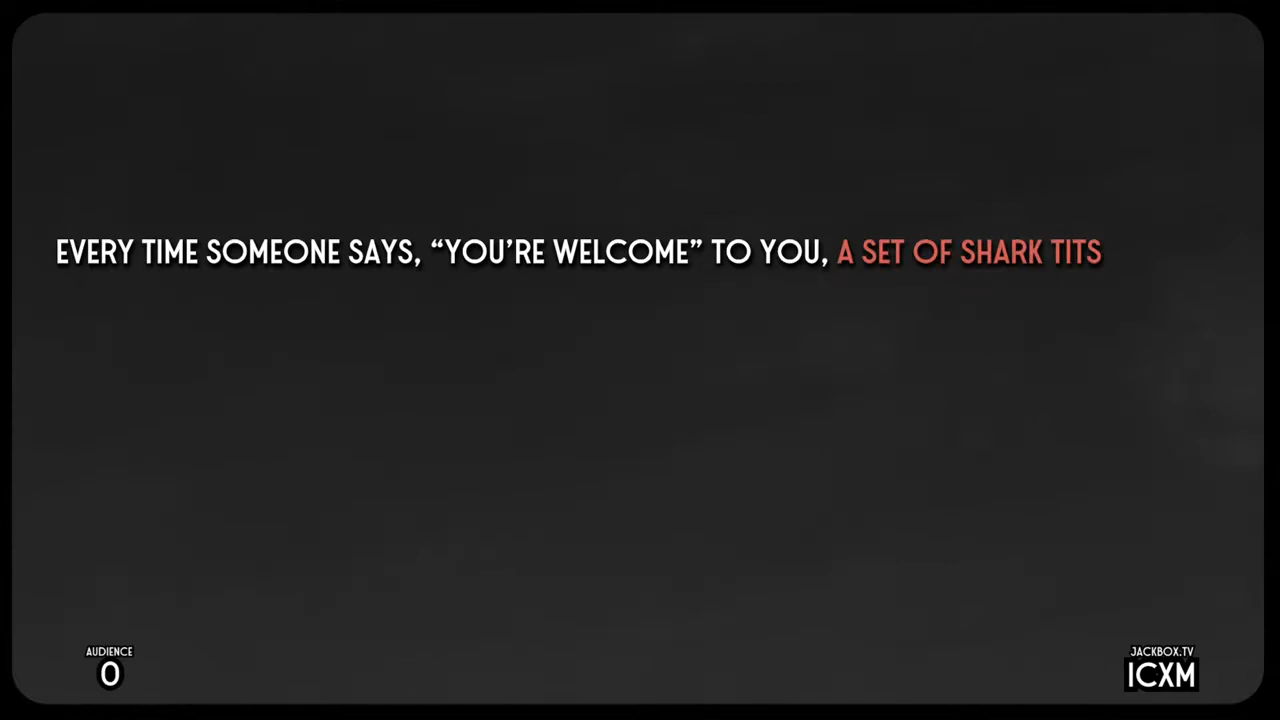 EVERY TIME SOMEONE SAYS, “YOU’RE WELCOME” TO YOU, A SET OF SHARK TITS
AUDIENCE
0
JACKBOX.TV
ICXM